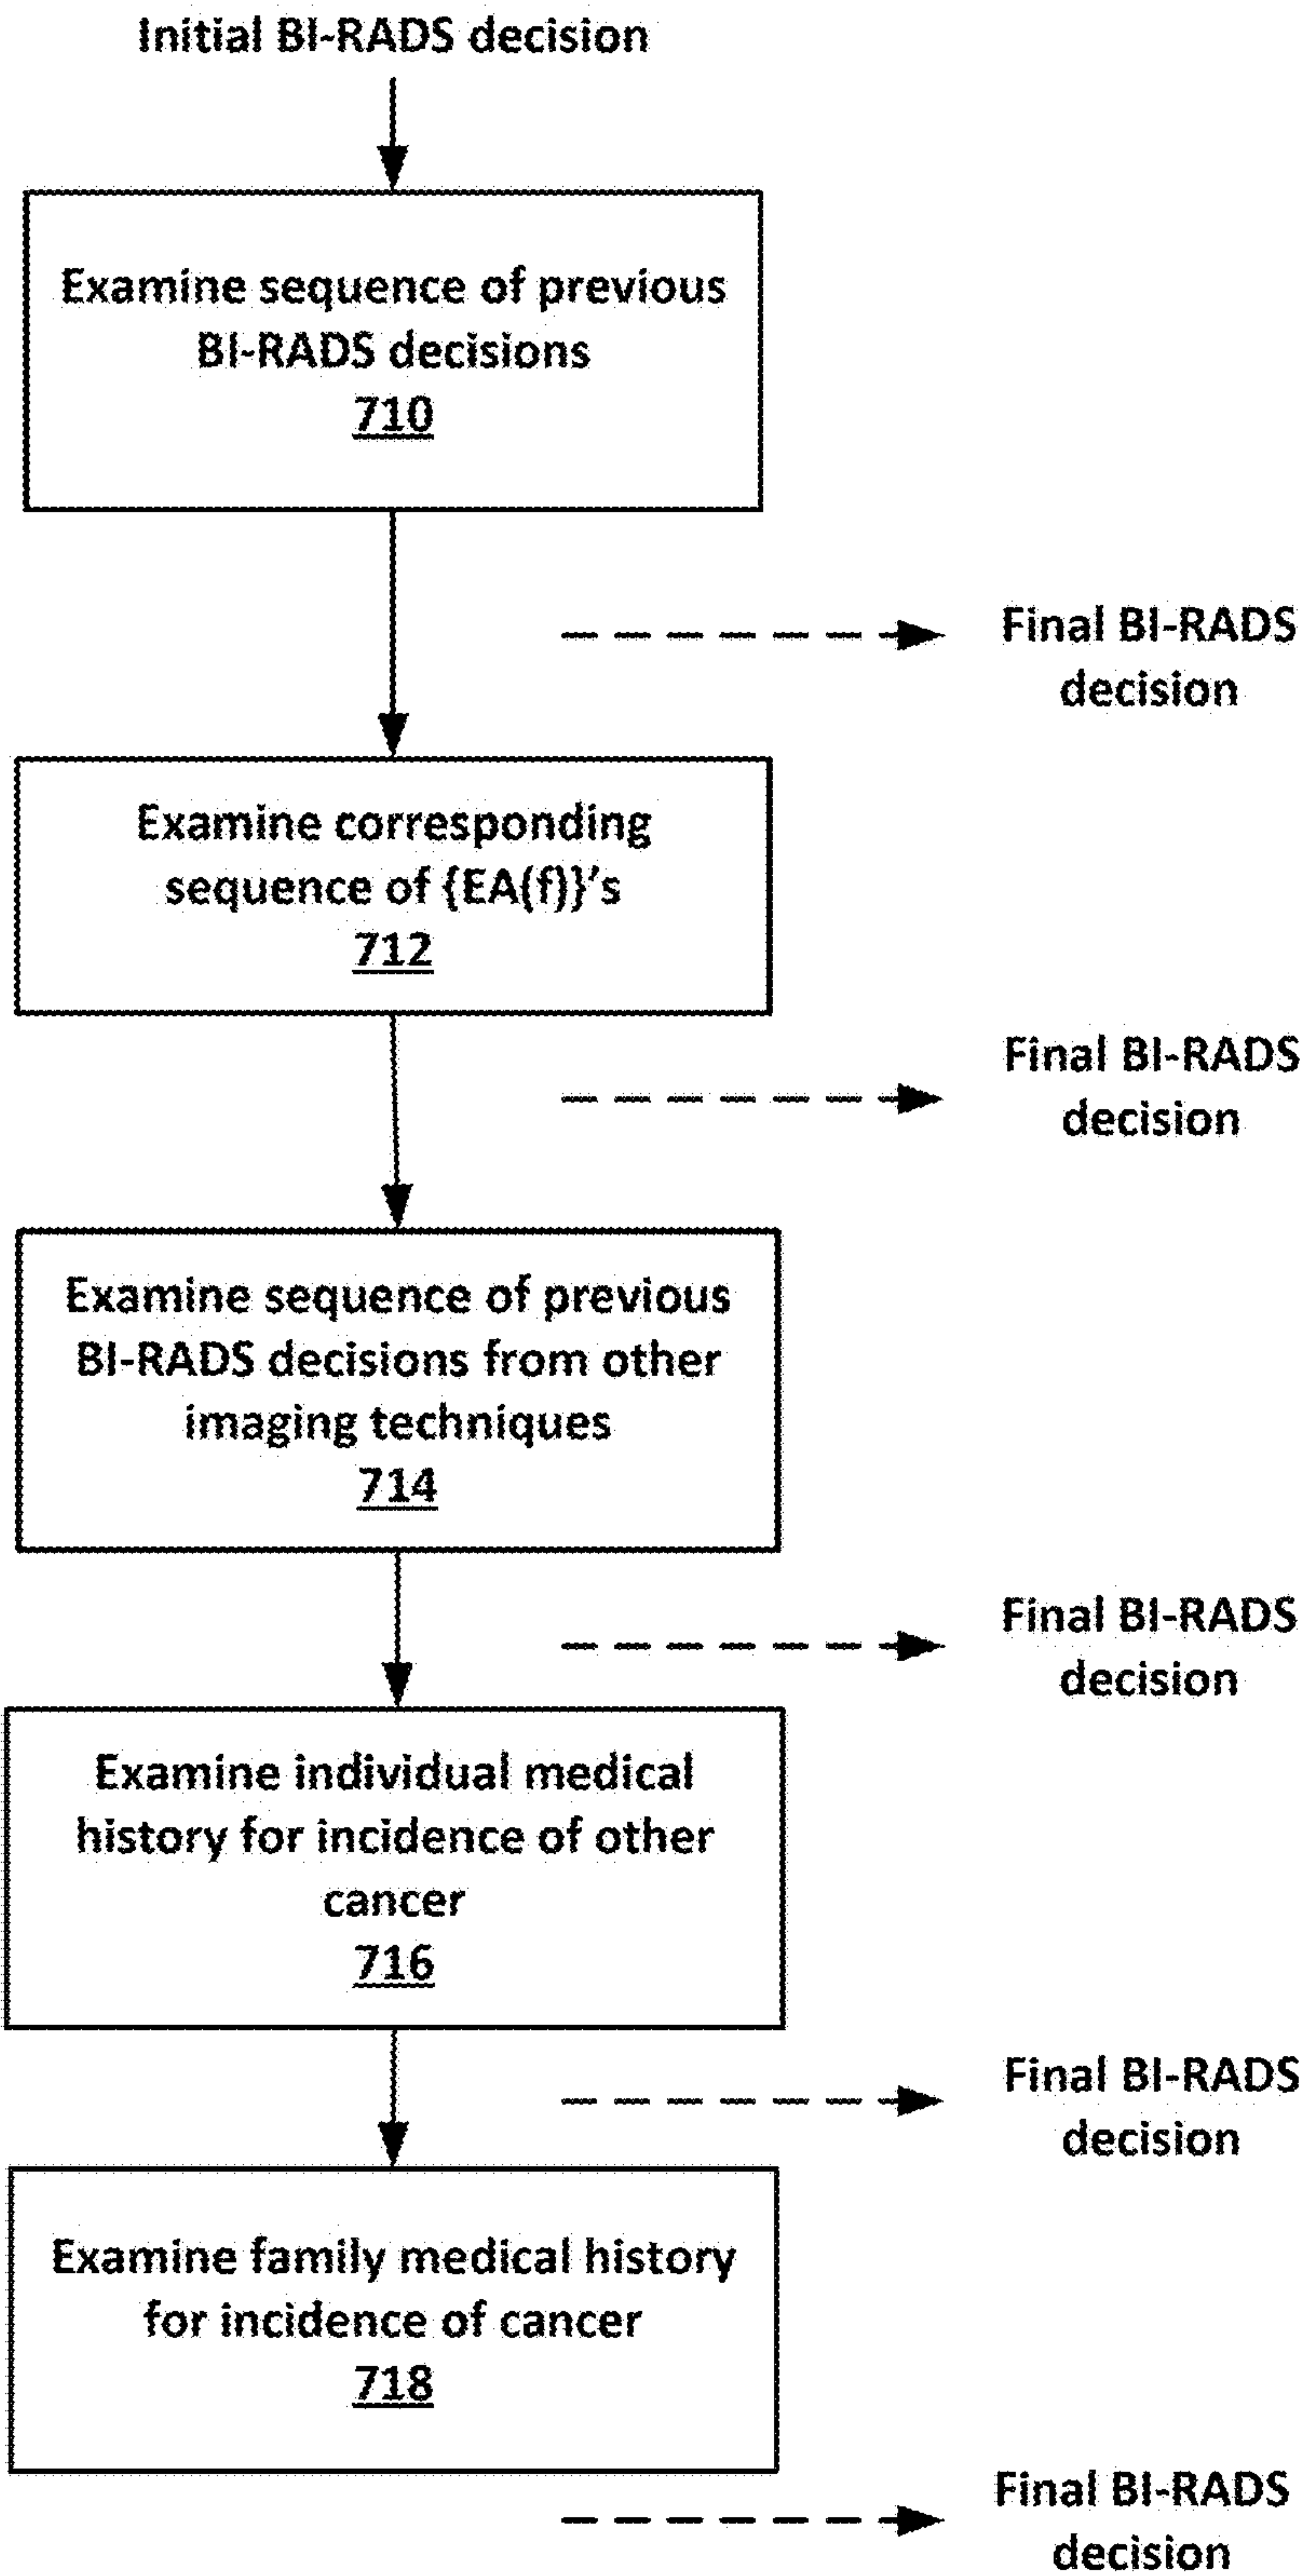 Initial BI-RADS decision
Examine sequence of previous
BI-RADS decisions
710
Final BI-RADS
decision
Examine corresponding
sequence of {EA(f)}'s
712
Final BI-RADS
decision
Examine sequence of previous
BI-RADS decisions from other
imaging techniques
714
Final BI-RADS
decision
Examine individual medical
history for incidence of other
cancer
716
Final BI-RADS
decision
Examine family medical history
for incidence of cancer
718
Final BI-RADS
decision